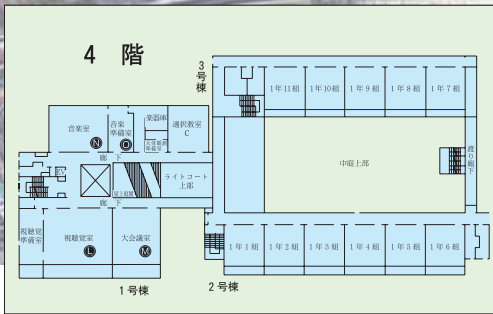 4 階
3号棟
1年11組
1年10組
1年9組
1年8組
1年7組
音楽室
音楽準備室
楽器庫
選択教室C
N
O
廊 下
EV
ライトコート上部
中庭上部
渡り廊下
廊 下
視聴覚準備室
視聴覚室
大会議室
L
M
1年1組
1年2組
1年3組
1年4組
1年5組
1年6組
1号棟
2号棟